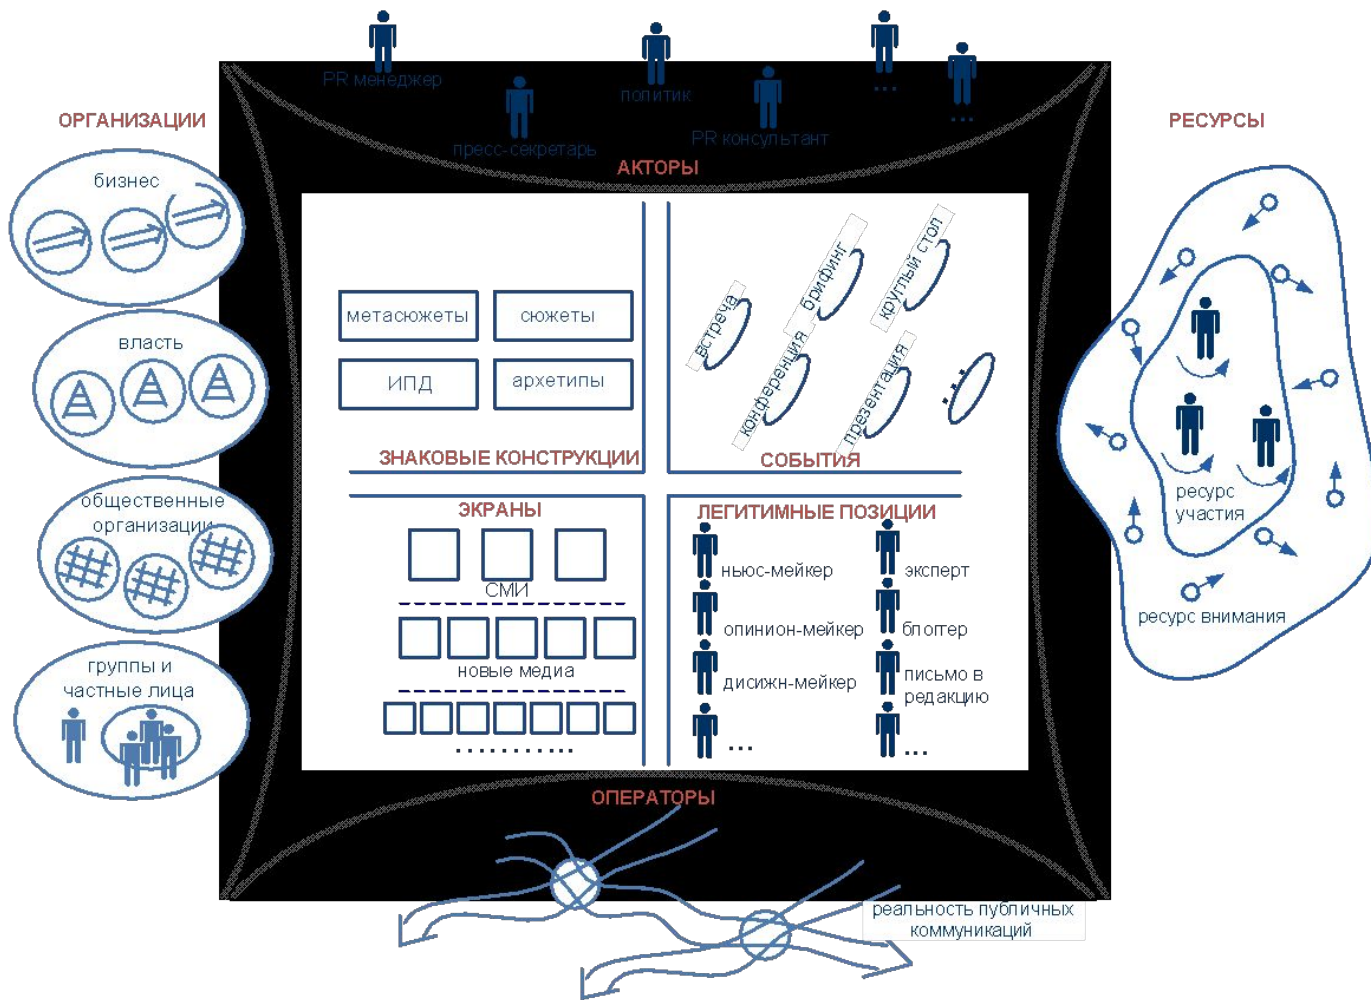 PR менеджер
политик
...
...
пресс-секретарь
PR консультант
АКТОРЫ
ОРГАНИЗАЦИИ
бизнес
власть
общественные
организации
группы и
частные лица
метасюжеты
сюжеты
ИПД
архетипы
ЗНАКОВЫЕ КОНСТРУКЦИИ
встреча
брифинг
круглый стол
конференция
презентация
...
СОБЫТИЯ
ЭКРАНЫ
СМИ
новые медиа
...........
ЛЕГИТИМНЫЕ ПОЗИЦИИ
ньюс-мейкер
эксперт
опинион-мейкер
блоггер
дисижн-мейкер
письмо в
редакцию
...
...
РЕСУРСЫ
ресурс
участия
ресурс внимания
ОПЕРАТОРЫ
реальность публичных
коммуникаций